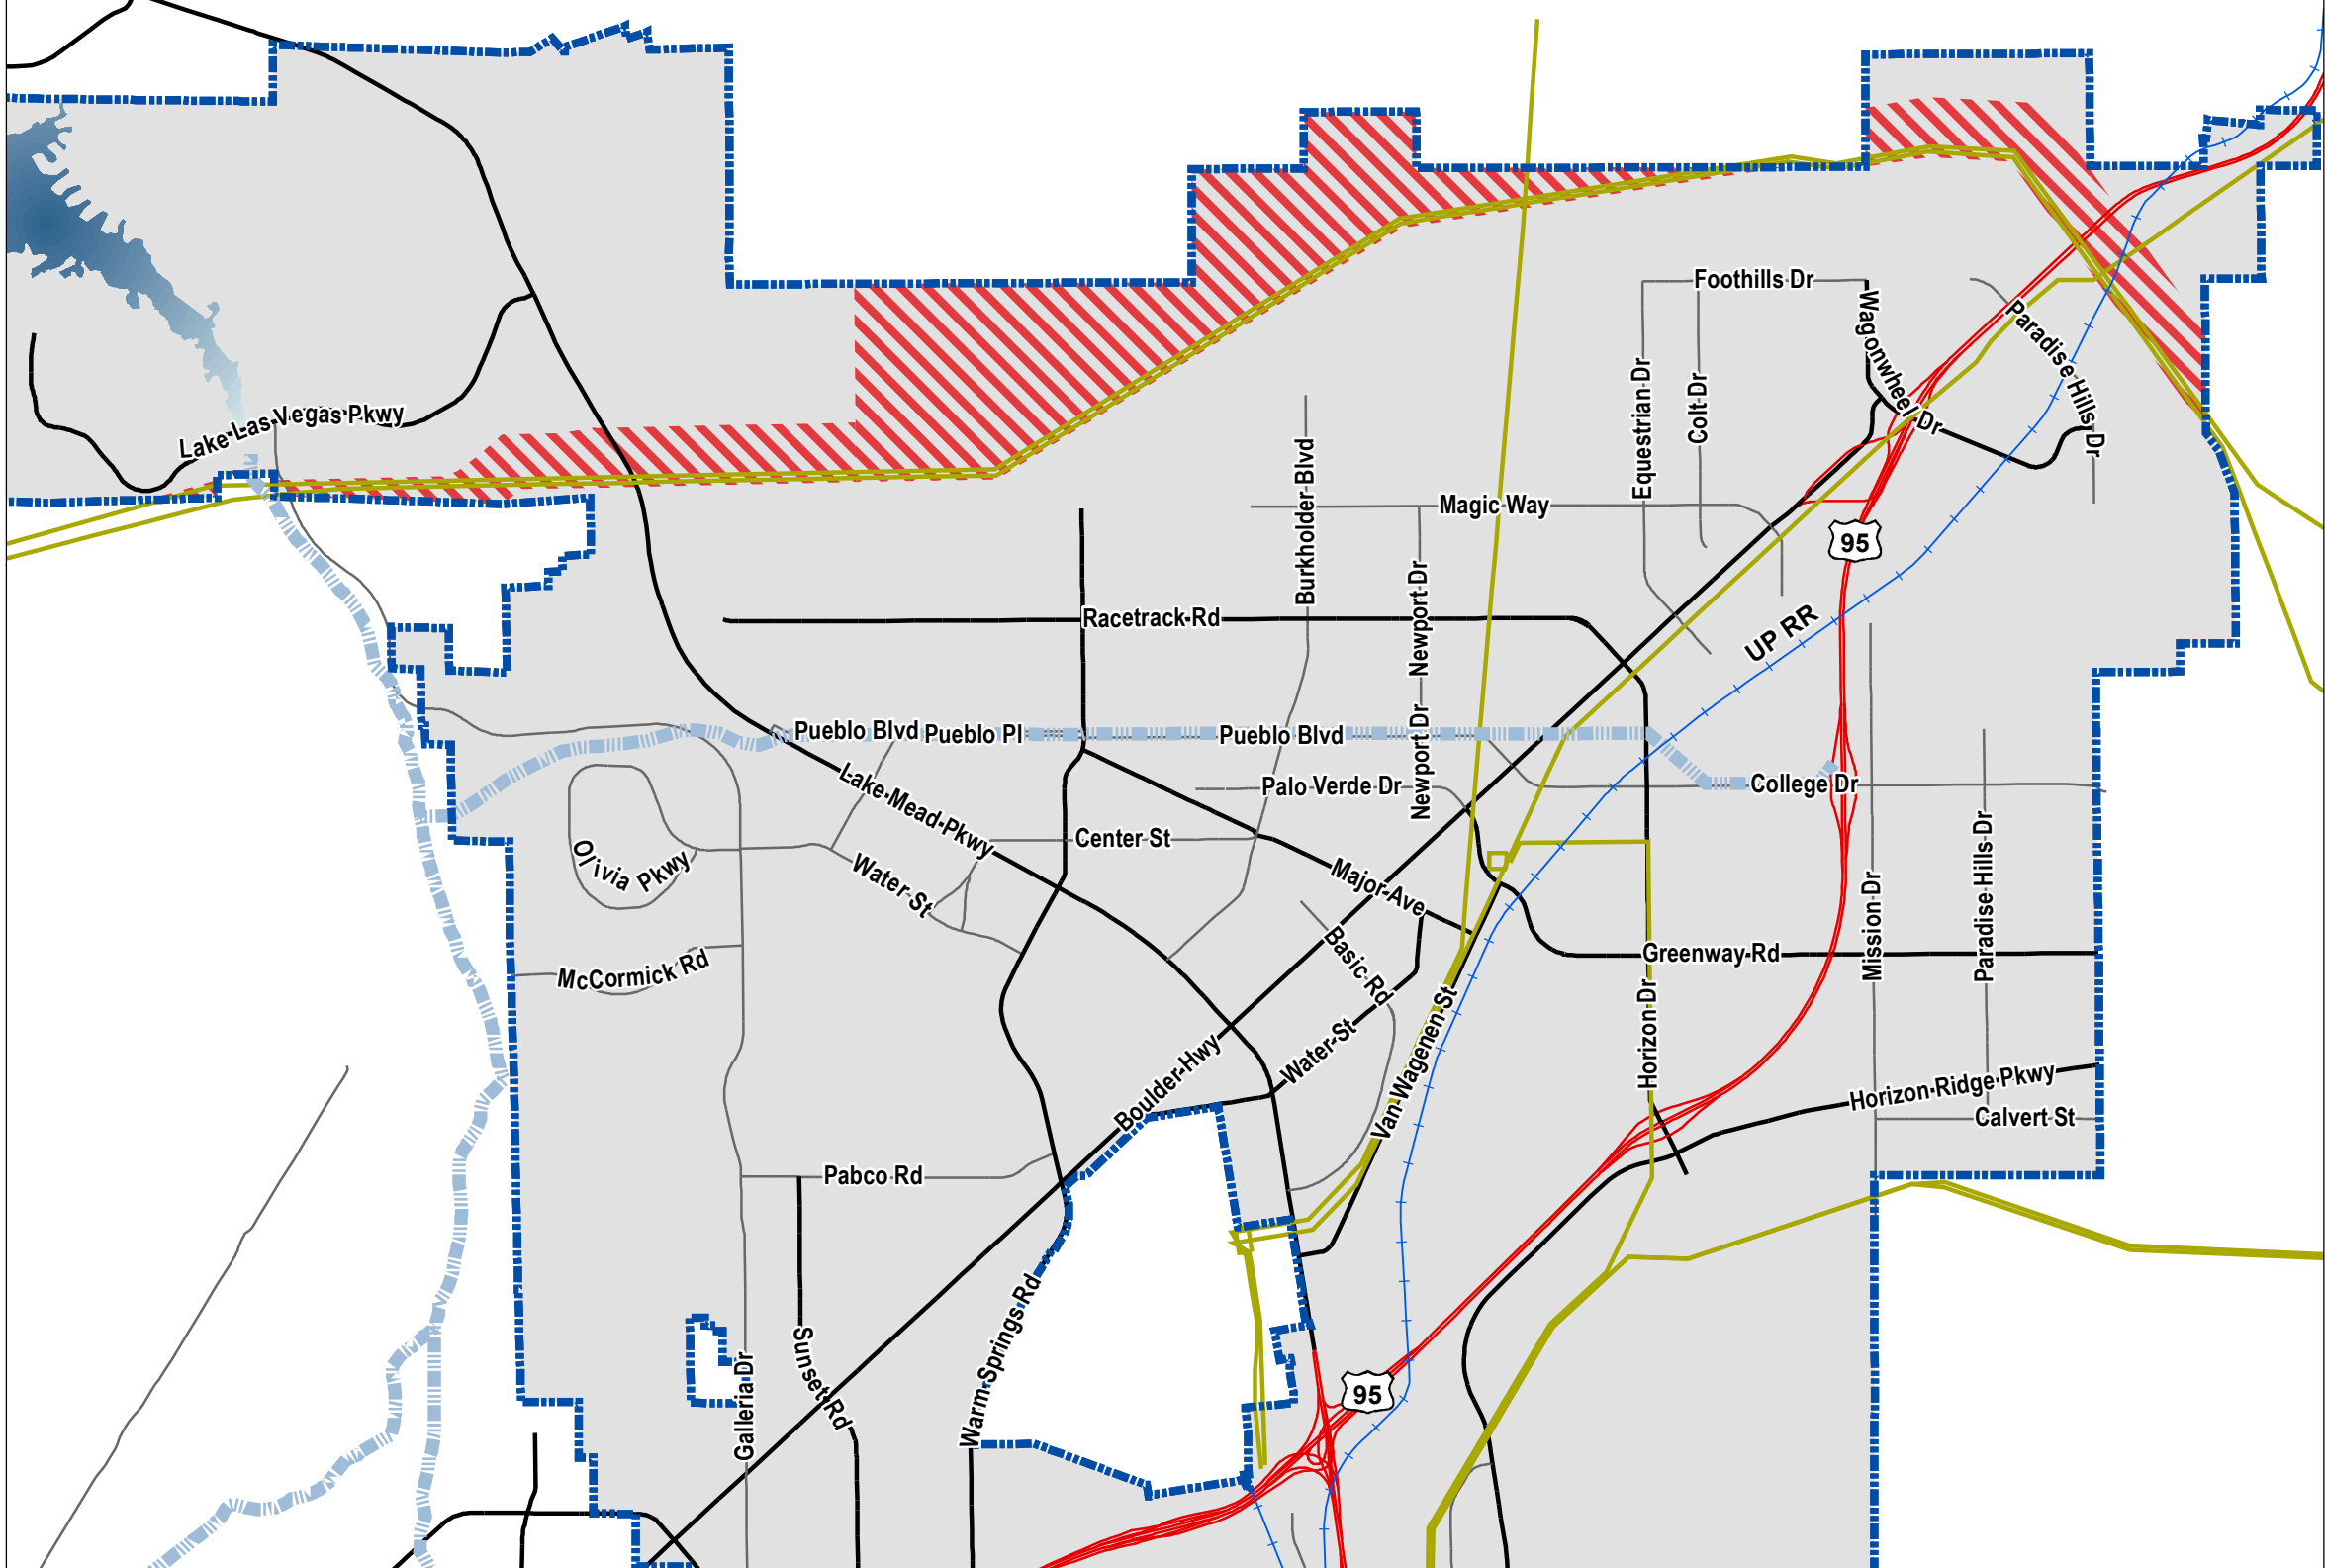 Foothills Dr
Wagonwheel Dr
Paradise Hills Dr
Equestrian Dr
Colt Dr
Lake Las Vegas Pkwy
Burkholder Blvd
Magic Way
95
Newport Dr
Racetrack Rd
UP RR
Pueblo Blvd
Pueblo Pl
Pueblo Blvd
Newport Dr
College Dr
Palo Verde Dr
Lake Mead Pkwy
Center St
Olivia Pkwy
Water St
Major Ave
Mission Dr
Paradise Hills Dr
Basic Rd
Greenway Rd
McCormick Rd
Van Wagenen St
Horizon Dr
Water St
Boulder Hwy
Horizon Ridge Pkwy
Calvert St
Pabco Rd
Warm Springs Rd
Sunset Rd
Galleria Dr
95